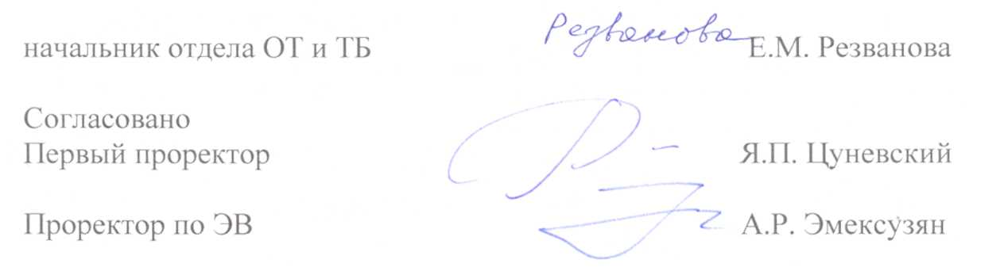 начальник отдела ОТ и ТБ Резванова Е.М. Резванова
Согласовано
Первый проректор Я.П. Цуневский
Проректор по ЭВ А.Р. Эмексузян